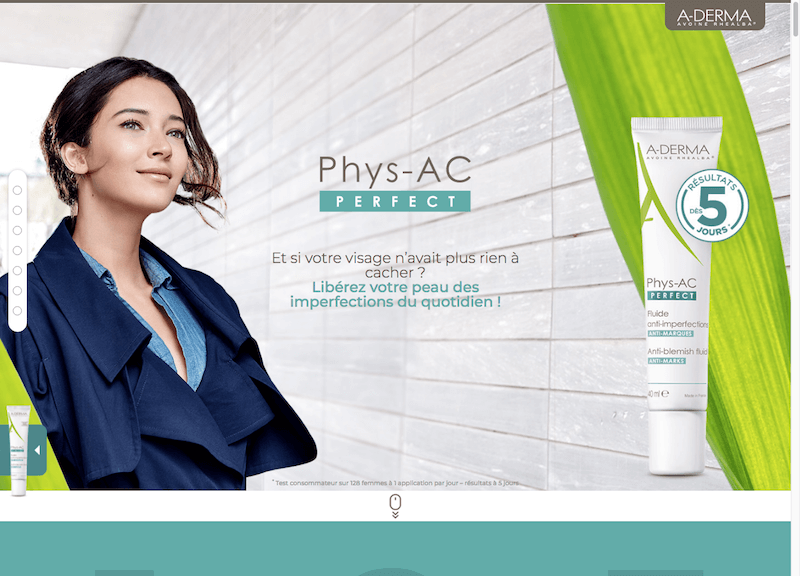 A-DERMA
AVOINE RHEALBA®
Phys-AC
PERFECT
Et si votre visage n'avait plus rien à
cacher ?
Libérez votre peau des
imperfections du quotidien !
* Test consommateur sur 128 femmes à 1 application par jour – résultats à 5 jours
A-DERMA
AVOINE RHEALBA®
RÉSULTATS
DÈS
5
JOURS*
Phys-AC
PERFECT
Fluide
anti-imperfections
ANTI-MARQUES
Anti-blemish fluid
ANTI-MARKS
40 ml e